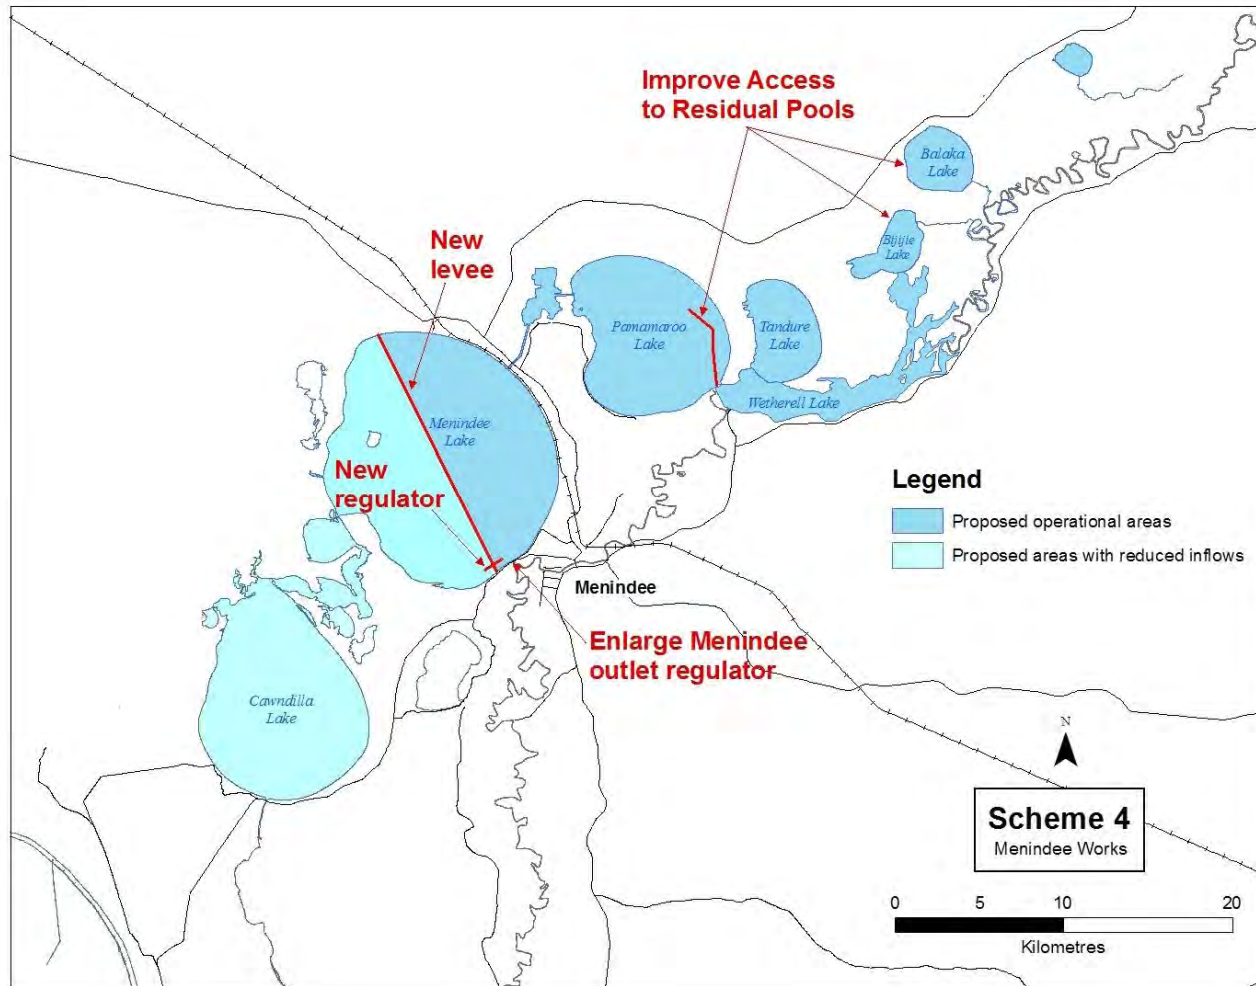 Improve Access
to Residual Pools
Balaka
Lake
Bijijie
Lake
New
levee
Pamamaroo
Lake
Tandure
Lake
Wetherell Lake
Menindee
Lake
New
regulator
Legend
Proposed operational areas
Proposed areas with reduced inflows
Menindee
Enlarge Menindee
outlet regulator
Cawndilla
Lake
N
Scheme 4
Menindee Works
0 5 10 20
Kilometres